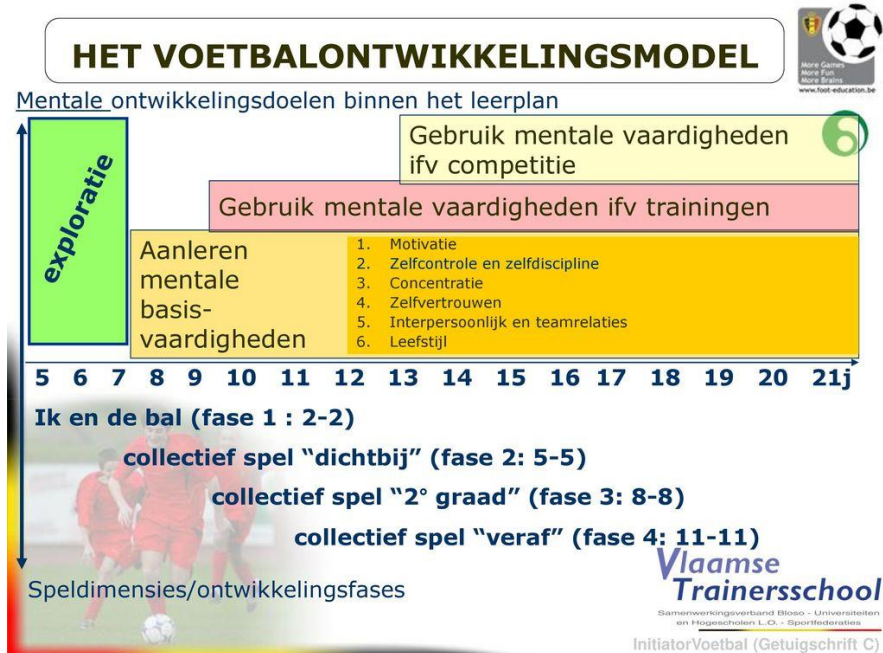 HET VOETBALONTWIKKELINGSMODEL
More Games
More Fun
More Brains
www.foot-education.be
Mentale ontwikkelingsdoelen binnen het leerplan
exploratie
Gebruik mentale vaardigheden
ifv competitie
Gebruik mentale vaardigheden ifv trainingen
Aanleren
mentale
basis-
vaardigheden
1. Motivatie
2. Zelfcontrole en zelfdiscipline
3. Concentratie
4. Zelfvertrouwen
5. Interpersoonlijk en teamrelaties
6. Leefstijl
5 6 7 8 9 10 11 12 13 14 15 16 17 18 19 20 21j
Ik en de bal (fase 1 : 2-2)
collectief spel “dichtbij” (fase 2: 5-5)
collectief spel “2° graad” (fase 3: 8-8)
collectief spel “veraf” (fase 4: 11-11)
Speldimensies/ontwikkelingsfases
Vlaamse
Trainersschool
Samenwerkingsverband Bloso - Universiteiten
en Hogescholen L.O. - Sportfederaties
InitiatorVoetbal (Getuigschrift C)